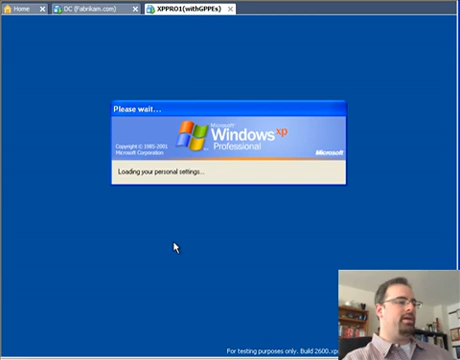 Home
DC (Fabrikam.com)
XPPRO1(withGPPEs)
Please wait...
Microsoft
Windows xp
Professional
Copyright © 1985-2001
Microsoft Corporation
Microsoft
Loading your personal settings...
For testing purposes only. Build 2600.xp